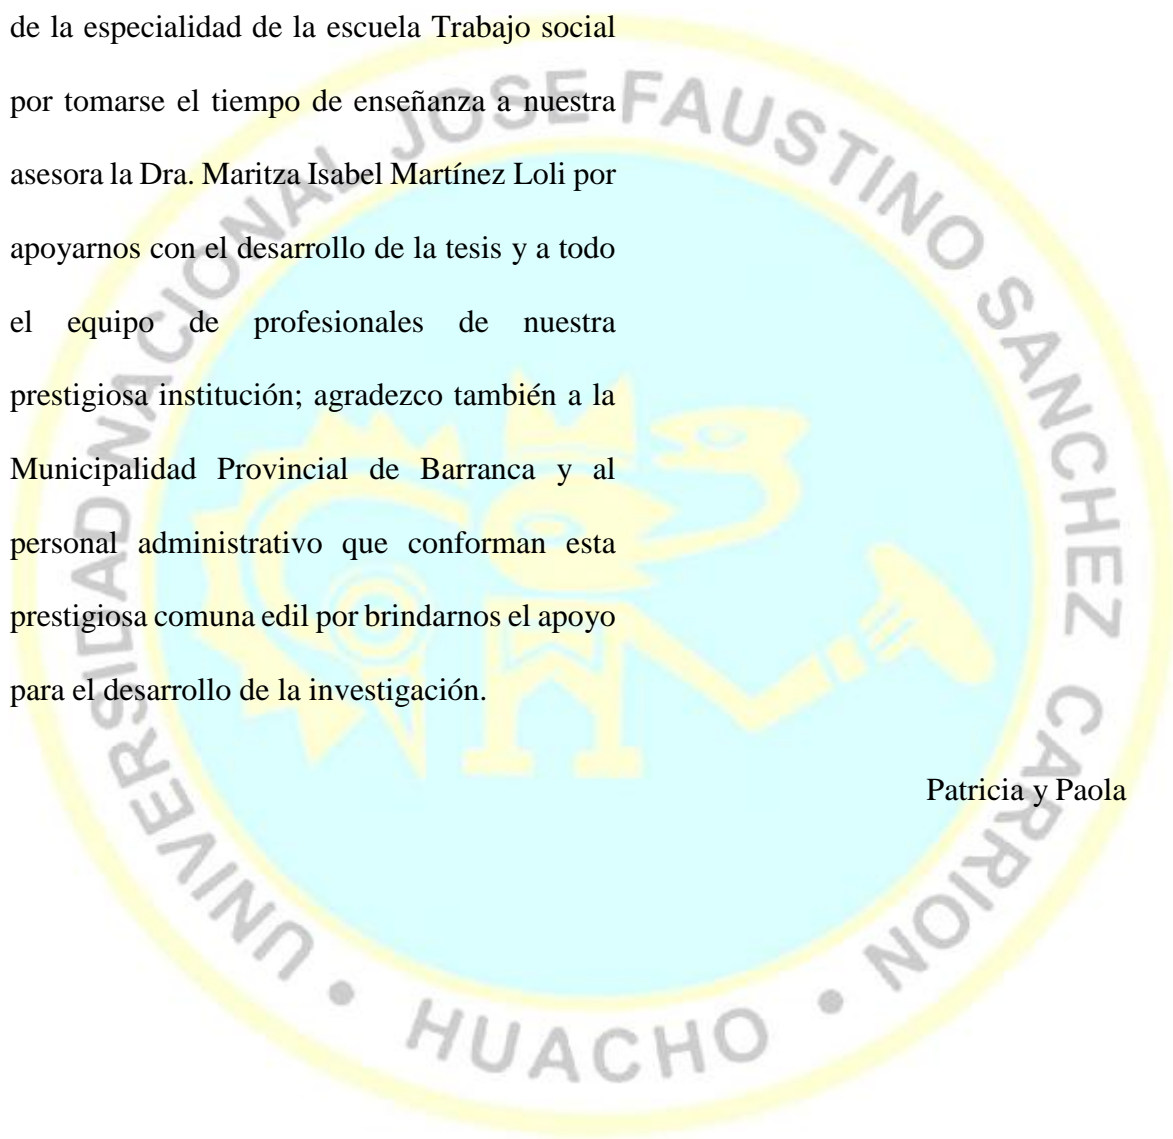 de la especialidad de la escuela Trabajo social
por tomarse el tiempo de enseñanza a nuestra
asesora la Dra. Maritza Isabel Martínez Loli por
apoyarnos con el desarrollo de la tesis y a todo
el equipo de profesionales de nuestra
prestigiosa institución; agradezco también a la
Municipalidad Provincial de Barranca y al
personal administrativo que conforman esta
prestigiosa comuna edil por brindarnos el apoyo
para el desarrollo de la investigación.
Patricia y Paola
UNIVERSIDAD NACIONAL JOSE FAUSTINO SANCHEZ CARRION
• HUACHO •